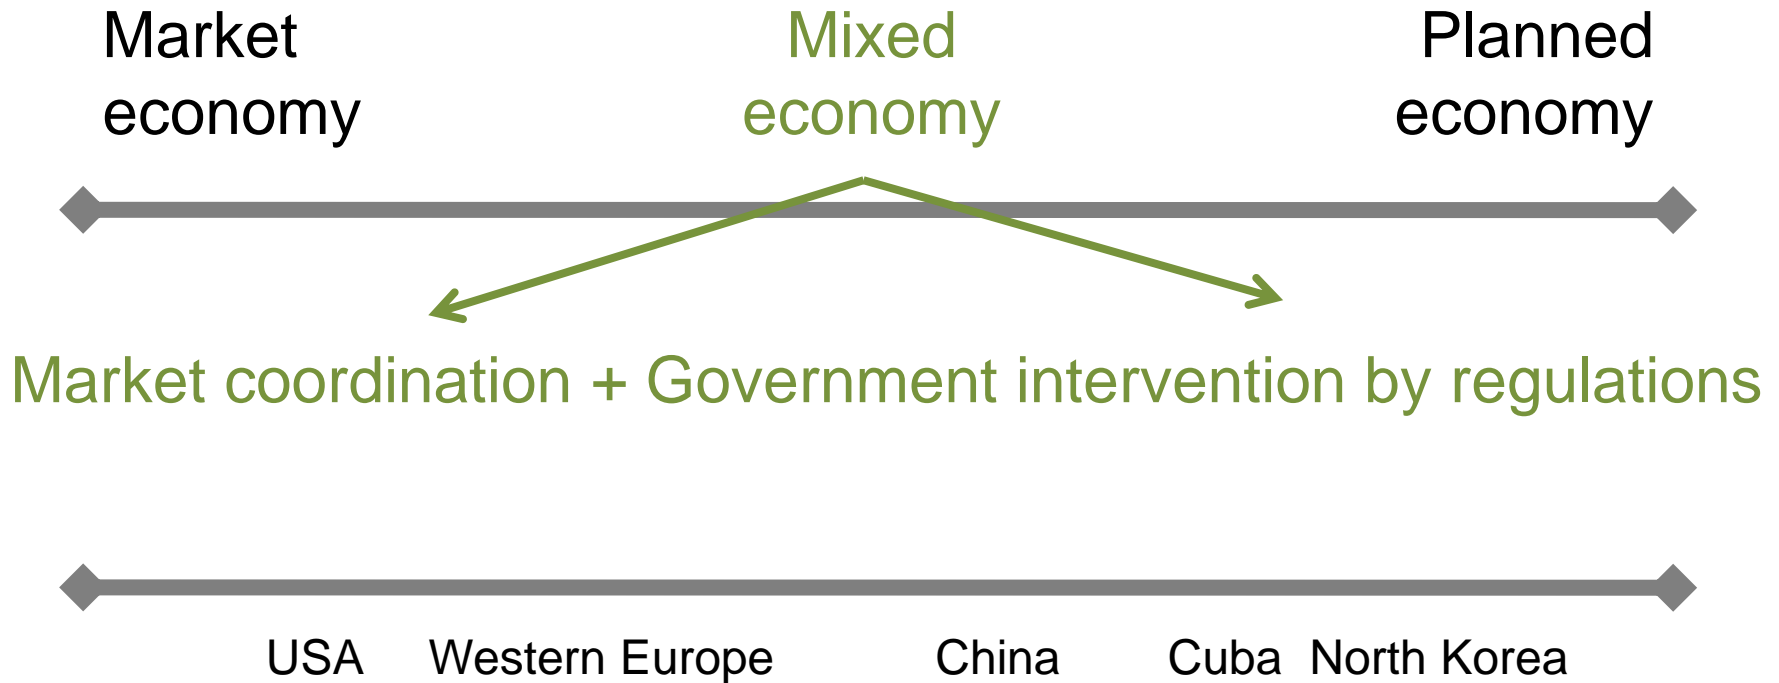 Market
economy
Mixed
economy
Planned
economy
Market coordination + Government intervention by regulations
USA Western Europe China Cuba North Korea